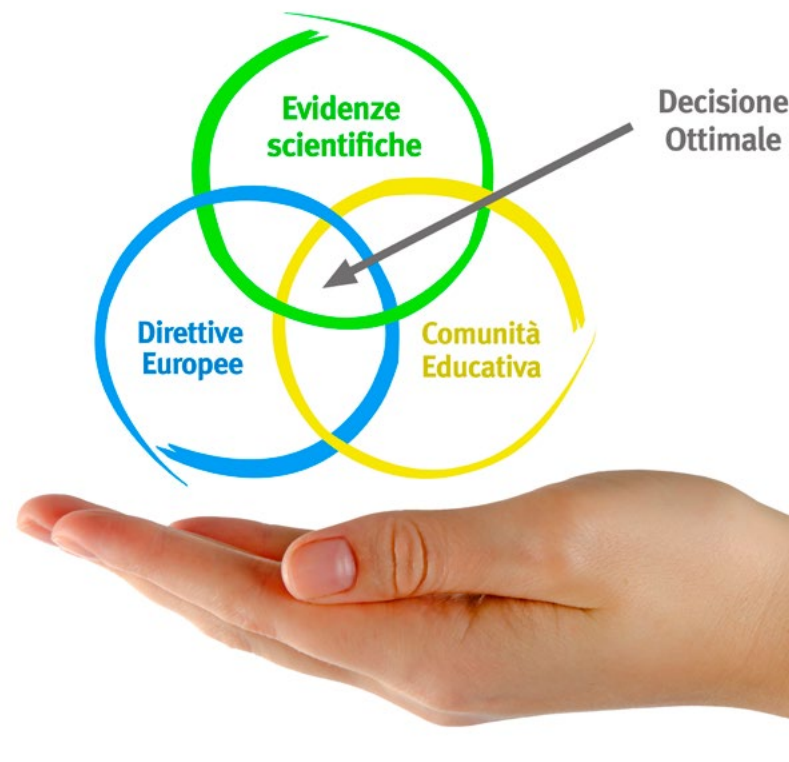 Evidenze
scientifiche
Decisione
Ottimale
Direttive
Europee
Comunità
Educativa